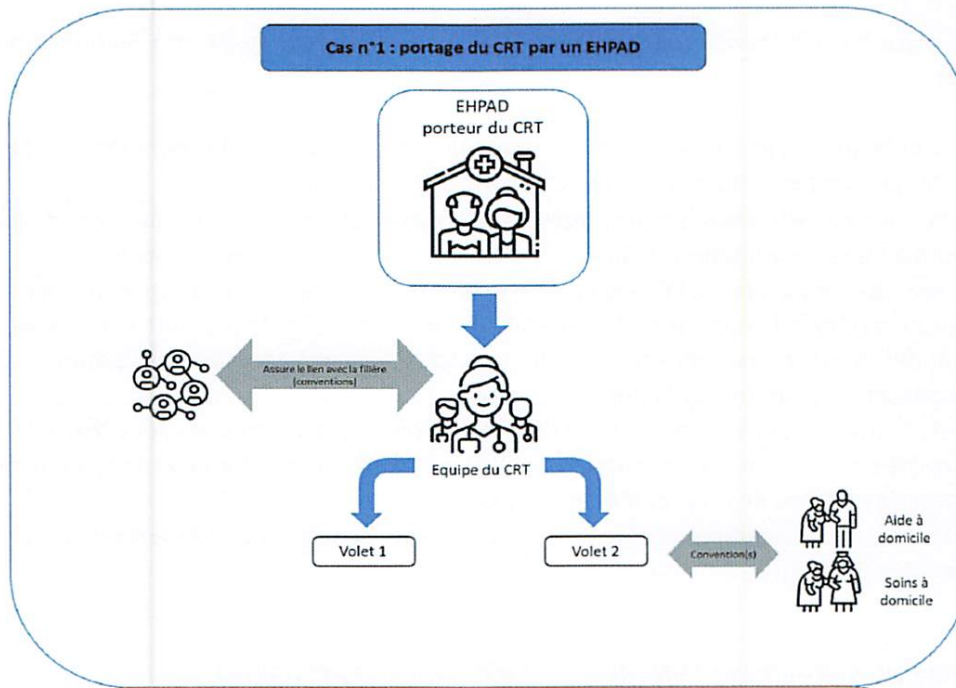 Cas n°1 : portage du CRT par un EHPAD
EHPAD
porteur du CRT
Assure le lien avec la filière
(conventions)
Equipe du CRT
Volet 1
Volet 2
Convention(s)
Aide à
domicile
Soins à
domicile